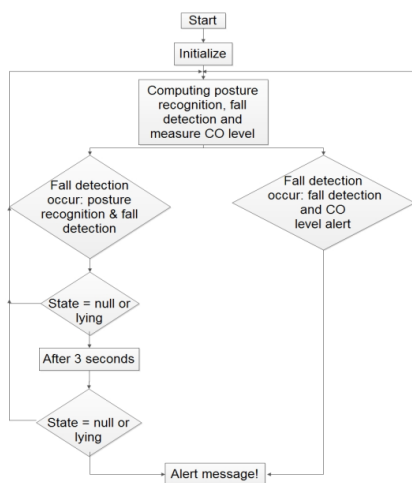 Start
Initialize
Computing posture
recognition, fall
detection and
measure CO level
Fall detection
occur: posture
recognition & fall
detection
Fall detection
occur: fall detection
and CO
level alert
State = null or
lying
After 3 seconds
State = null or
lying
Alert message!